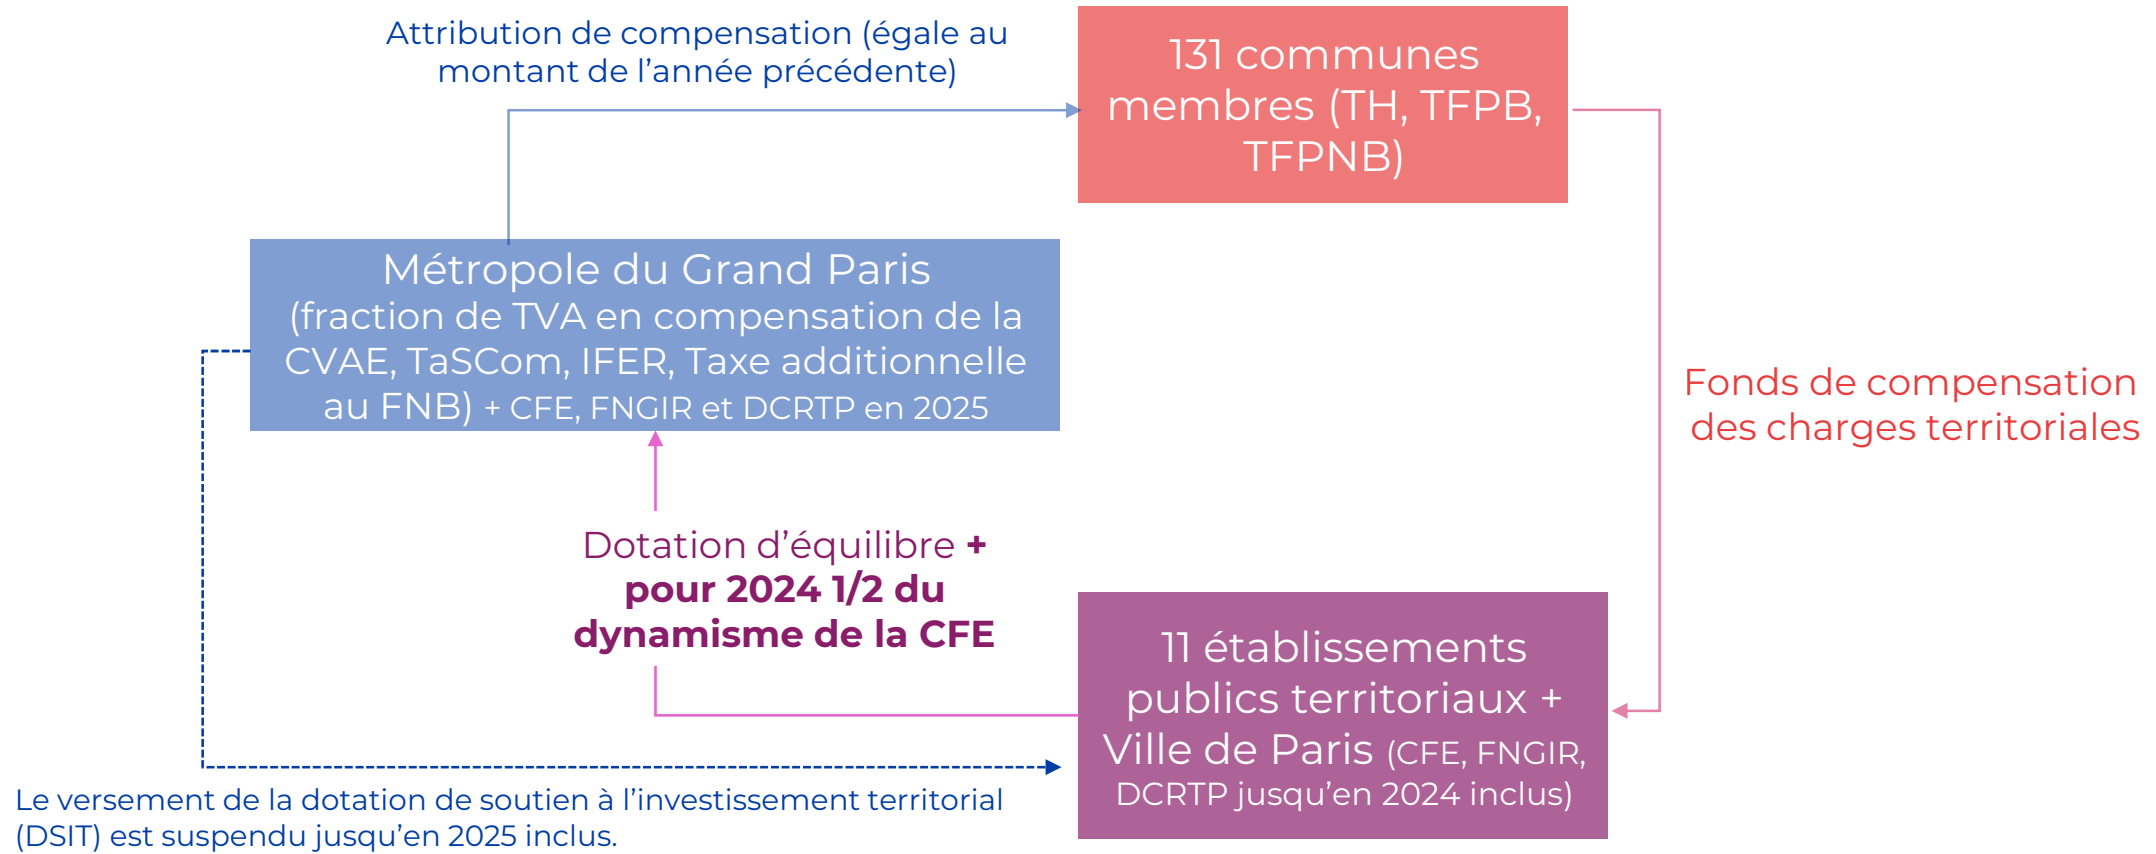 Attribution de compensation (égale au
montant de l’année précédente)
131 communes
membres (TH, TFPB,
TFPNB)
Métropole du Grand Paris
(fraction de TVA en compensation de la
CVAE, TaSCom, IFER, Taxe additionnelle
au FNB) + CFE, FNGIR et DCRTP en 2025
Fonds de compensation
des charges territoriales
Dotation d’équilibre +
pour 2024 1/2 du
dynamisme de la CFE
11 établissements
publics territoriaux +
Ville de Paris (CFE, FNGIR,
DCRTP jusqu’en 2024 inclus)
Le versement de la dotation de soutien à l’investissement territorial
(DSIT) est suspendu jusqu’en 2025 inclus.